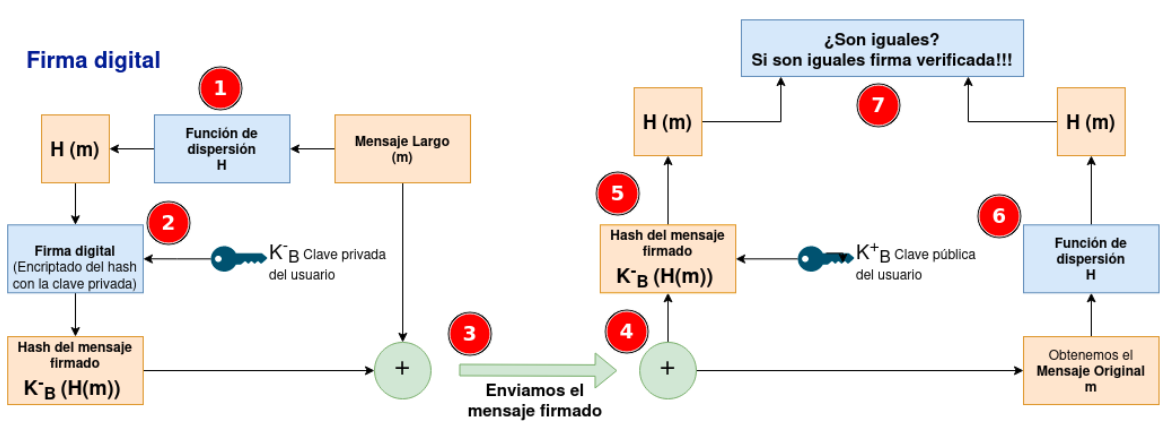 Firma digital
1
Función de
dispersión
H
Mensaje Largo
(m)
H (m)
2
Firma digital
(Encriptado del hash
con la clave privada)
K⁻B Clave privada
del usuario
Hash del mensaje
firmado
K⁻B (H(m))
+
3
Enviamos el
mensaje firmado
4
+
Obtenemos el
Mensaje Original
m
5
Hash del mensaje
firmado
K⁻B (H(m))
K⁺B Clave pública
del usuario
H (m)
6
Función de
dispersión
H
H (m)
7
¿Son iguales?
Si son iguales firma verificada!!!